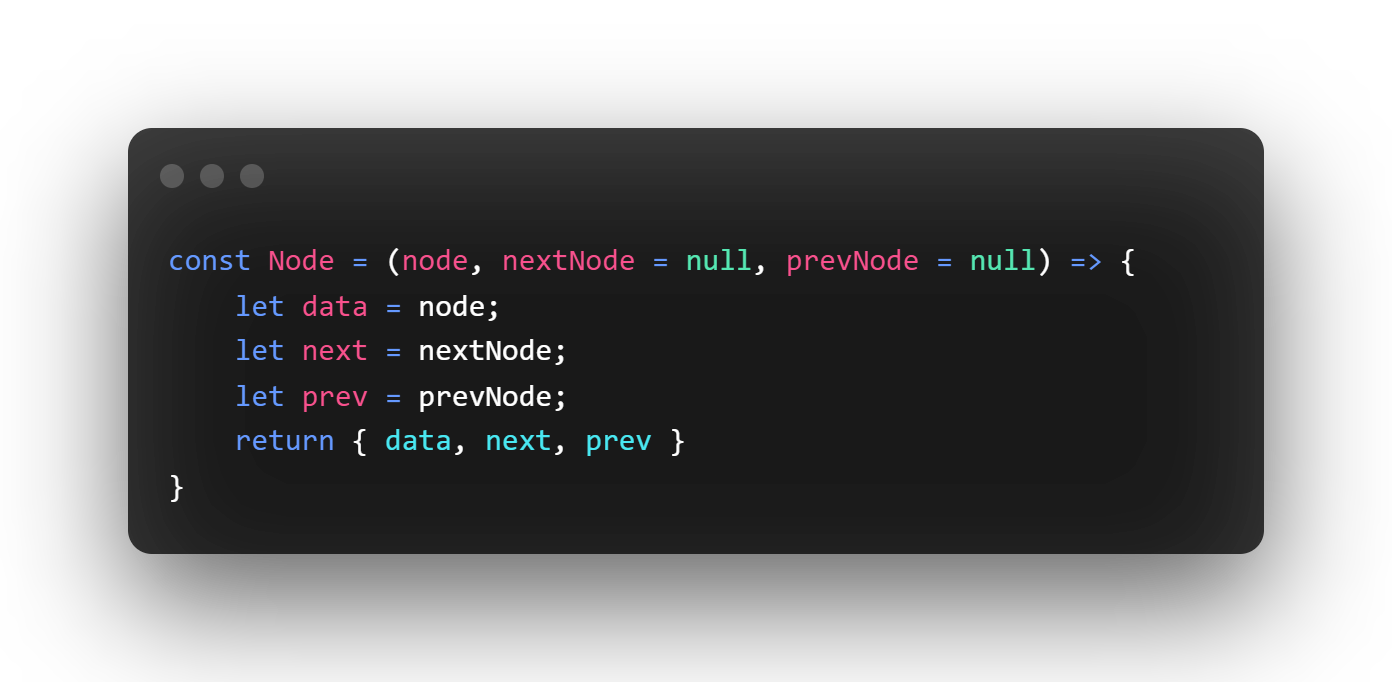 const Node = (node, nextNode = null, prevNode = null) => {
    let data = node;
    let next = nextNode;
    let prev = prevNode;
    return { data, next, prev }
}